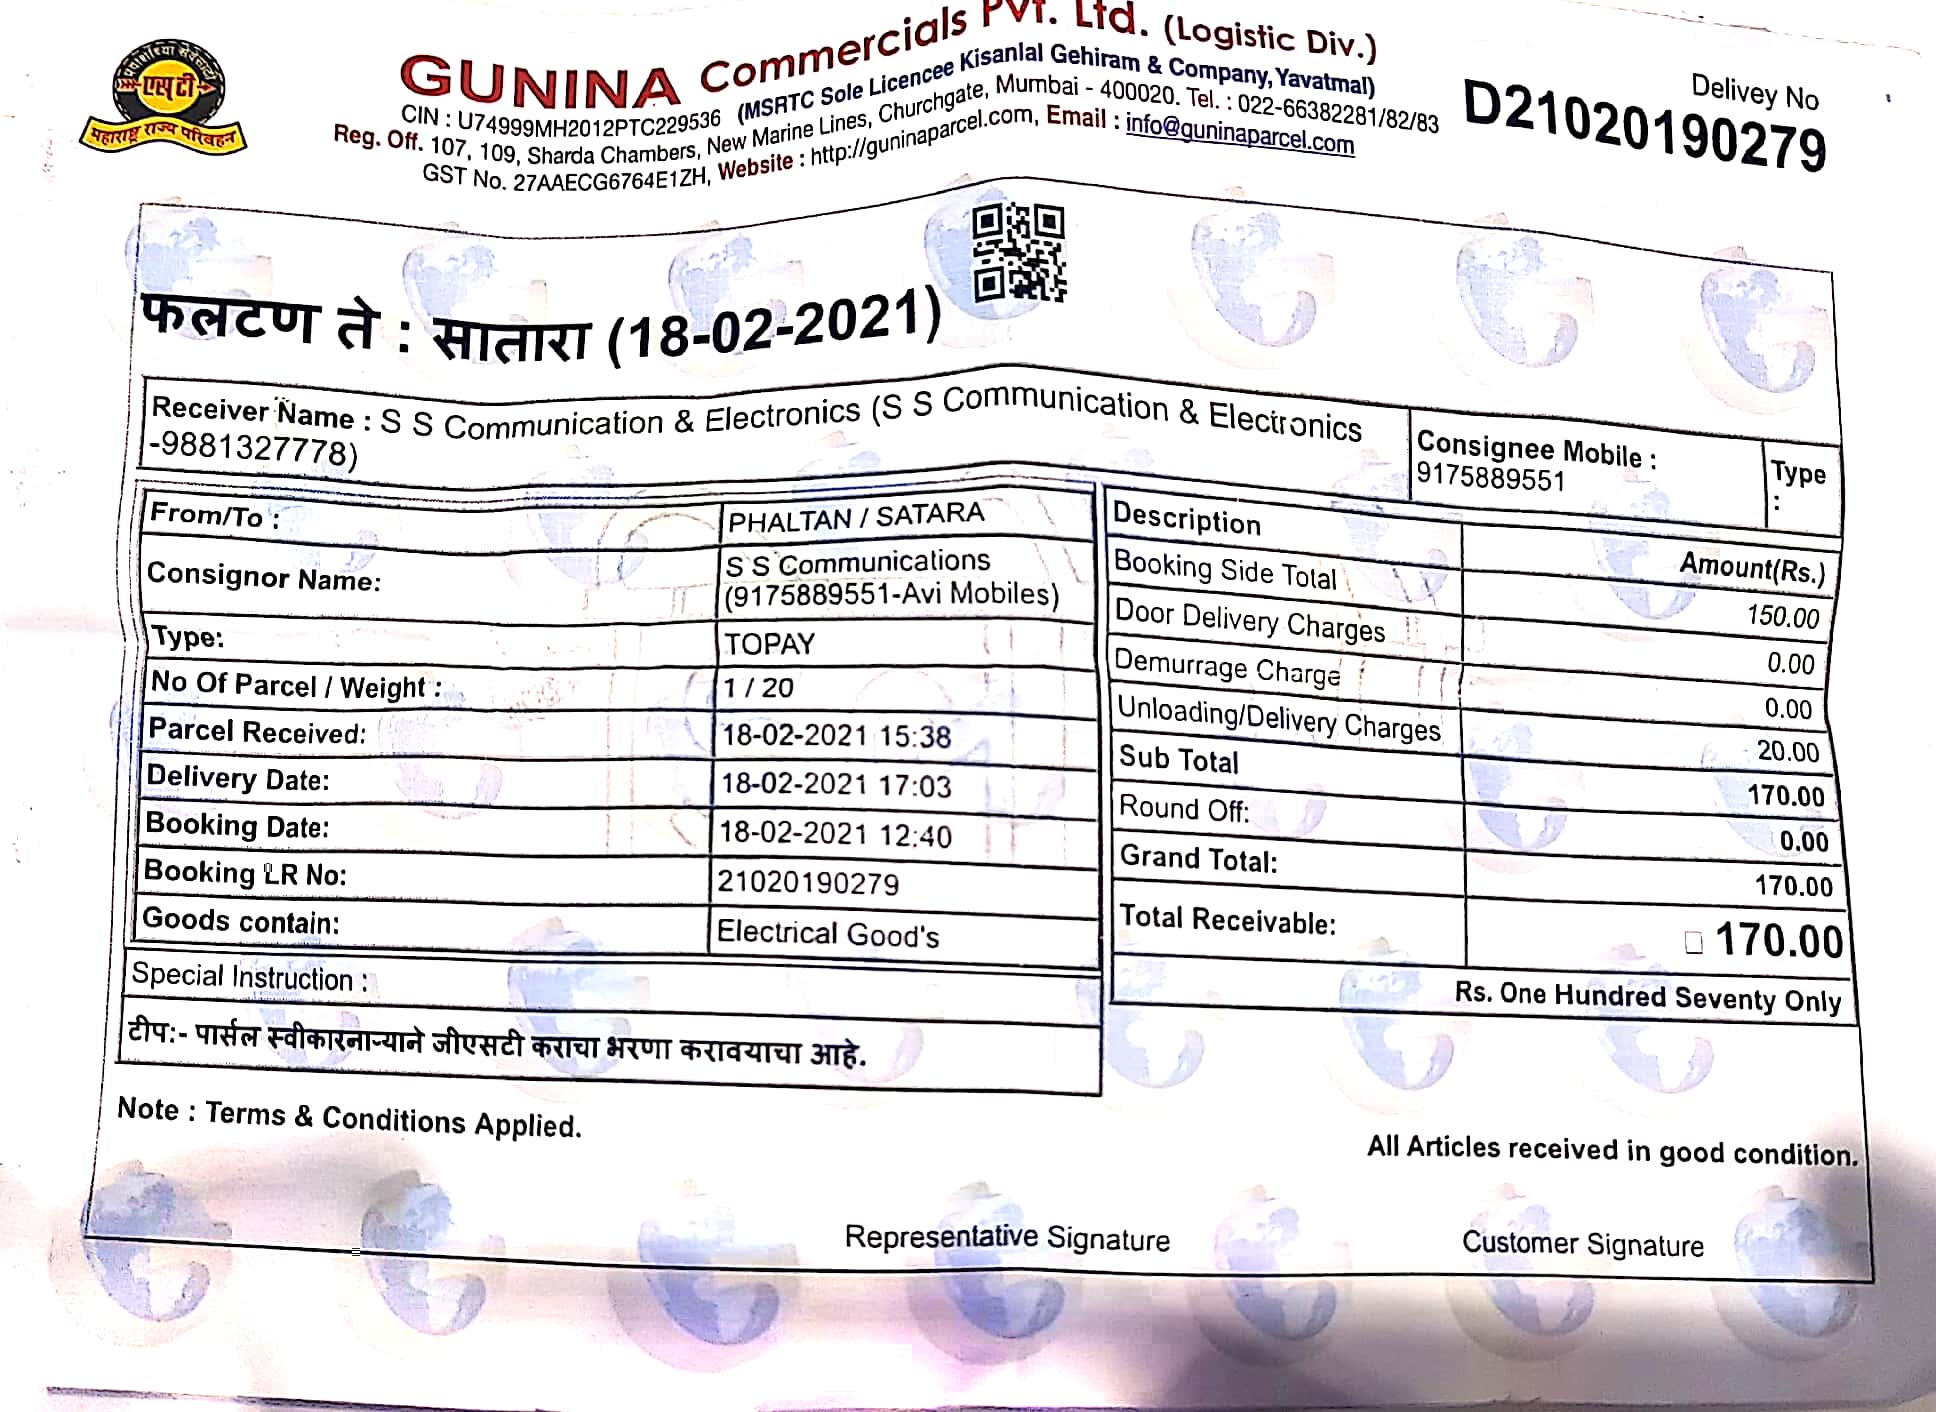 एसटी
महाराष्ट्र राज्य परिवहन
GUNINA Commercials Pvt. Ltd. (Logistic Div.)
CIN : U74999MH2012PTC229536 (MSRTC Sole Licencee Kisanlal Gehiram & Company, Yavatmal)
Reg. Off. 107, 109, Sharda Chambers, New Marine Lines, Churchgate, Mumbai - 400020. Tel. : 022-66382281/82/83
GST No. 27AAECG6764E1ZH, Website : http://guninaparcel.com, Email : info@guninaparcel.com
Delivey No
D21020190279
फलटण ते : सातारा (18-02-2021)
Receiver Name : S S Communication & Electronics (S S Communication & Electronics
-9881327778)
Consignee Mobile :
9175889551
Type
:
From/To : PHALTAN / SATARA
Consignor Name: S S Communications
(9175889551-Avi Mobiles)
Type: TOPAY
No Of Parcel / Weight : 1 / 20
Parcel Received: 18-02-2021 15:38
Delivery Date: 18-02-2021 17:03
Booking Date: 18-02-2021 12:40
Booking LR No: 21020190279
Goods contain: Electrical Good's
Special Instruction :
टीप:- पार्सल स्वीकारनाऱ्याने जीएसटी कराचा भरणा करावयाचा आहे.
Description Amount(Rs.)
Booking Side Total 150.00
Door Delivery Charges 0.00
Demurrage Charge 0.00
Unloading/Delivery Charges 20.00
Sub Total 170.00
Round Off: 0.00
Grand Total: 170.00
Total Receivable: 170.00
Rs. One Hundred Seventy Only
Note : Terms & Conditions Applied.
All Articles received in good condition.
Representative Signature
Customer Signature